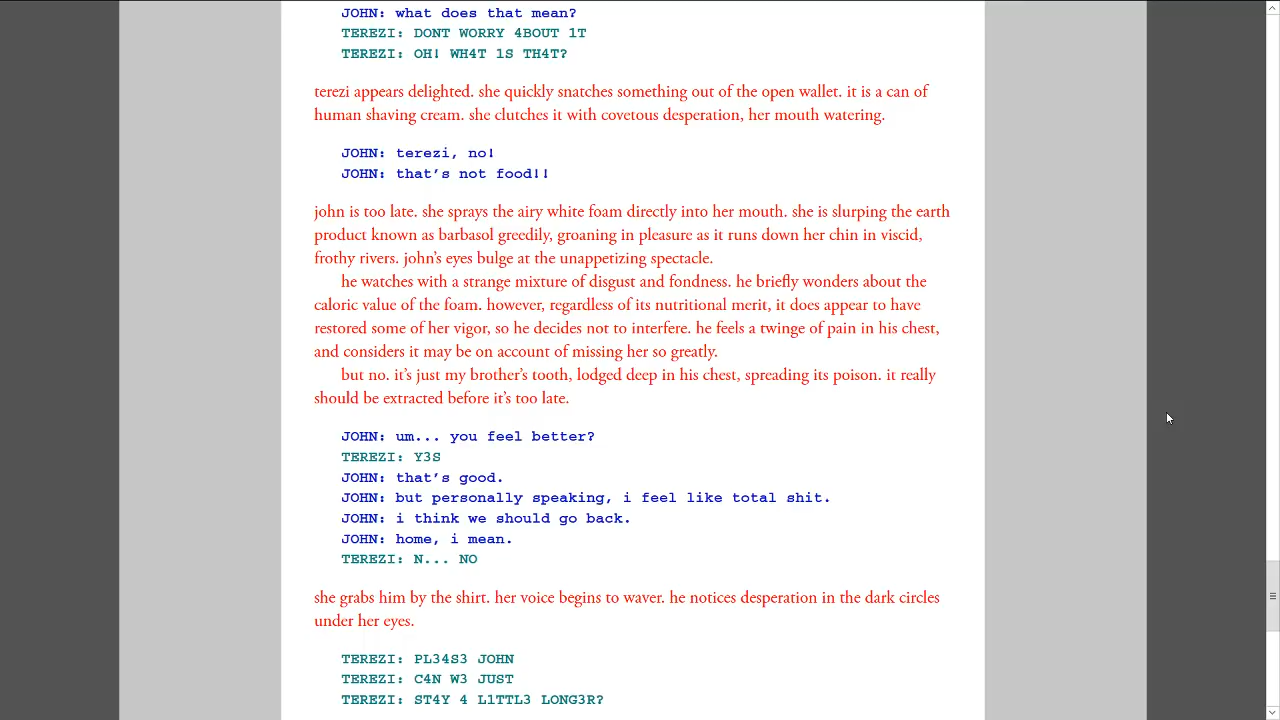 JOHN: what does that mean?
TEREZI: DONT WORRY 4BOUT 1T
TEREZI: OH! WH4T 1S TH4T?
terezi appears delighted. she quickly snatches something out of the open wallet. it is a can of
human shaving cream. she clutches it with covetous desperation, her mouth watering.
JOHN: terezi, no!
JOHN: that’s not food!!
john is too late. she sprays the airy white foam directly into her mouth. she is slurping the earth
product known as barbasol greedily, groaning in pleasure as it runs down her chin in viscid,
frothy rivers. john’s eyes bulge at the unappetizing spectacle.
he watches with a strange mixture of disgust and fondness. he briefly wonders about the
caloric value of the foam. however, regardless of its nutritional merit, it does appear to have
restored some of her vigor, so he decides not to interfere. he feels a twinge of pain in his chest,
and considers it may be on account of missing her so greatly.
but no. it’s just my brother’s tooth, lodged deep in his chest, spreading its poison. it really
should be extracted before it’s too late.
JOHN: um... you feel better?
TEREZI: Y3S
JOHN: that’s good.
JOHN: but personally speaking, i feel like total shit.
JOHN: i think we should go back.
JOHN: home, i mean.
TEREZI: N... NO
she grabs him by the shirt. her voice begins to waver. he notices desperation in the dark circles
under her eyes.
TEREZI: PL34S3 JOHN
TEREZI: C4N W3 JUST
TEREZI: ST4Y 4 L1TTL3 LONG3R?